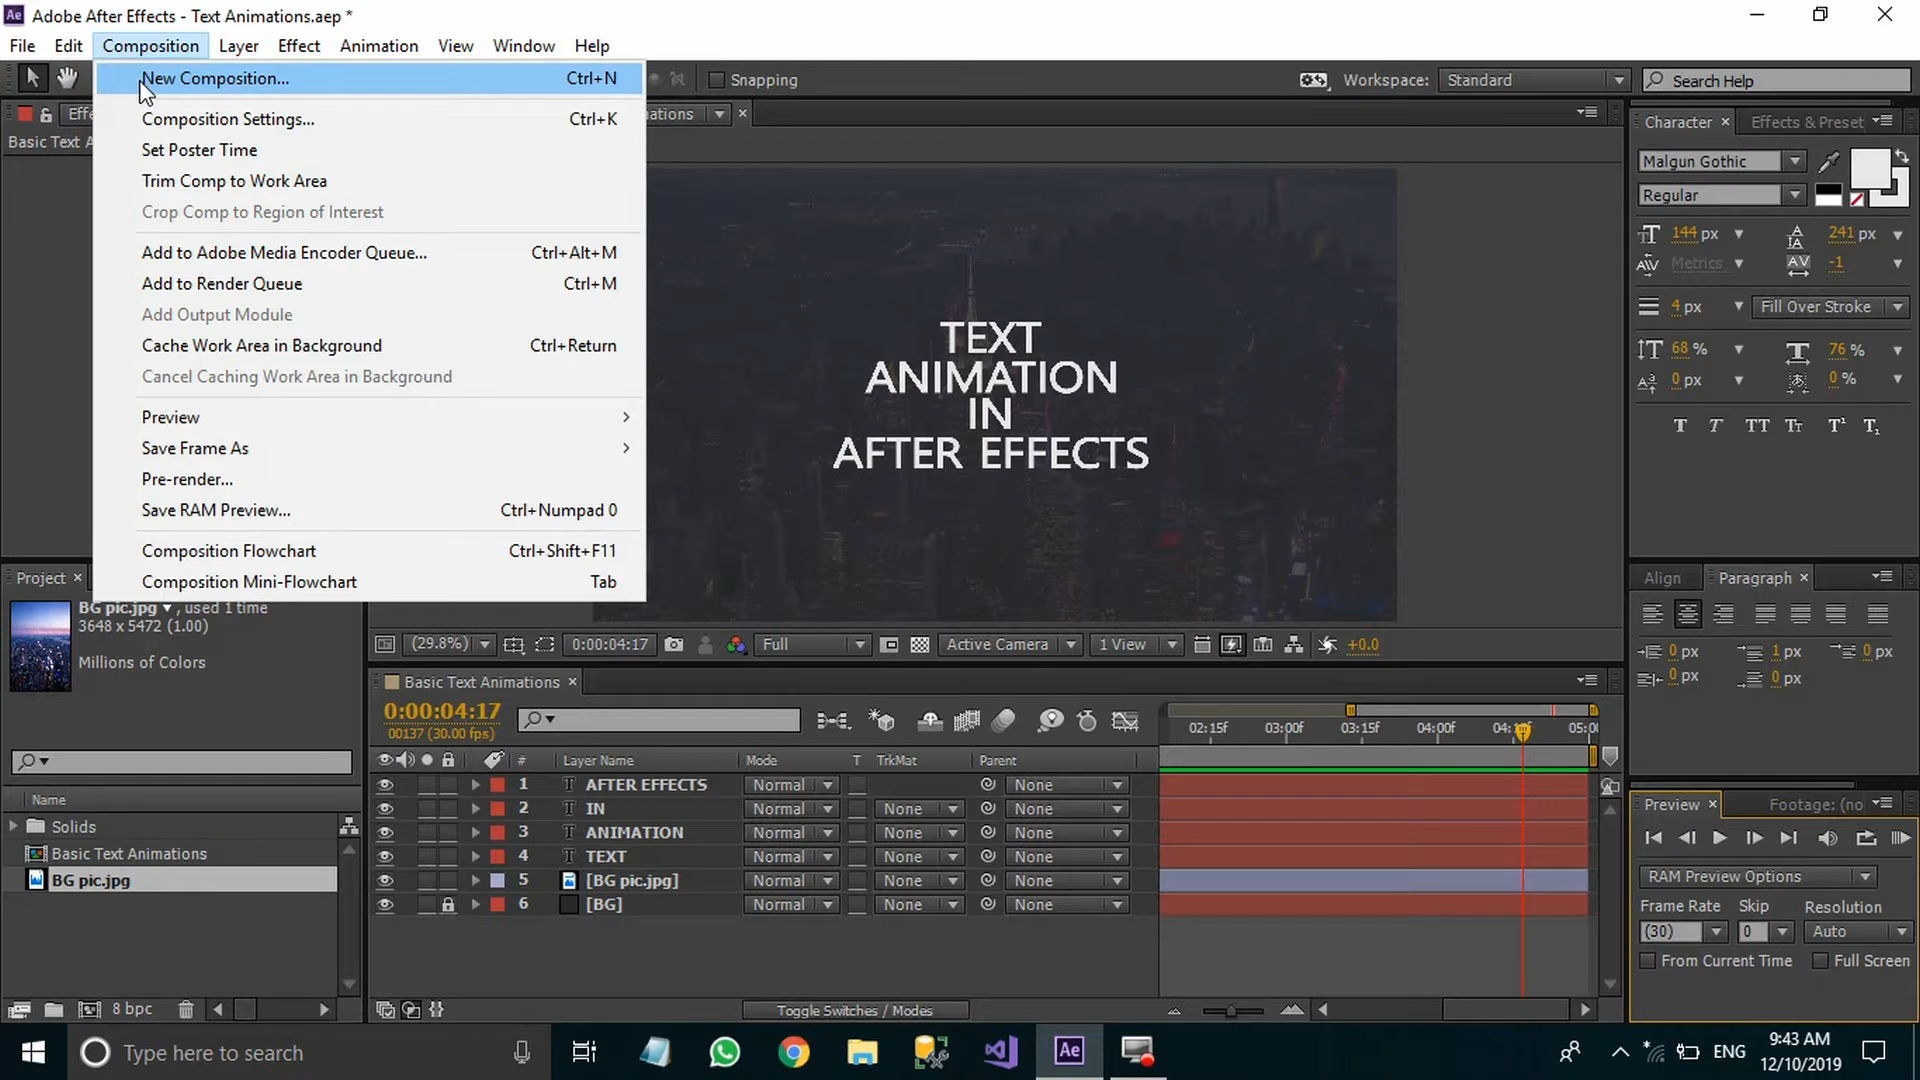 Ae Adobe After Effects - Text Animations.aep *
File Edit Composition Layer Effect Animation View Window Help
New Composition... Ctrl+N
Composition Settings... Ctrl+K
Set Poster Time
Trim Comp to Work Area
Crop Comp to Region of Interest
Add to Adobe Media Encoder Queue... Ctrl+Alt+M
Add to Render Queue Ctrl+M
Add Output Module
Cache Work Area in Background Ctrl+Return
Cancel Caching Work Area in Background
Preview
Save Frame As
Pre-render...
Save RAM Preview... Ctrl+Numpad 0
Composition Flowchart Ctrl+Shift+F11
Composition Mini-Flowchart Tab
Snapping
Workspace: Standard
Search Help
Effe
ations
Basic Text A
TEXT
ANIMATION
IN
AFTER EFFECTS
Character Effects & Preset
Malgun Gothic
Regular
144 px 241 px
Metrics -1
4 px Fill Over Stroke
68 % 76 %
0 px 0 %
T T TT Tt T¹ T₁
Align Paragraph
0 px 1 px 0 px
0 px 0 px
Project
BG pic.jpg , used 1 time
3648 x 5472 (1.00)
Millions of Colors
Name
Solids
Basic Text Animations
BG pic.jpg
8 bpc
(29.8%) 0:00:04:17 Full Active Camera 1 View +0.0
Basic Text Animations
0:00:04:17
00137 (30.00 fps)
02:15f 03:00f 03:15f 04:00f 04:1 05:00
# Layer Name Mode T TrkMat Parent
1 T AFTER EFFECTS Normal None
2 T IN Normal None None
3 T ANIMATION Normal None None
4 T TEXT Normal None None
5 [BG pic.jpg] Normal None None
6 [BG] Normal None None
Toggle Switches / Modes
Preview Footage: (no
RAM Preview Options
Frame Rate Skip Resolution
(30) 0 Auto
From Current Time Full Screen
Type here to search
Ae
ENG
9:43 AM
12/10/2019